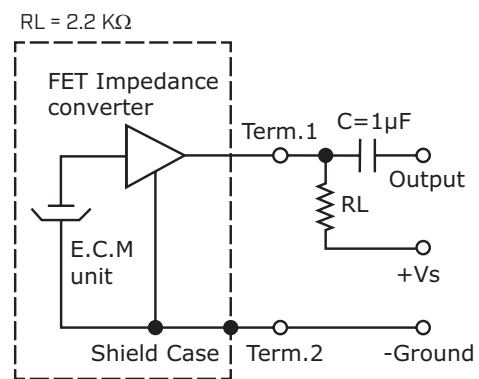 RL = 2.2 KΩ
FET Impedance
converter
Term.1
C=1µF
Output
RL
+Vs
E.C.M
unit
Shield Case
Term.2
-Ground